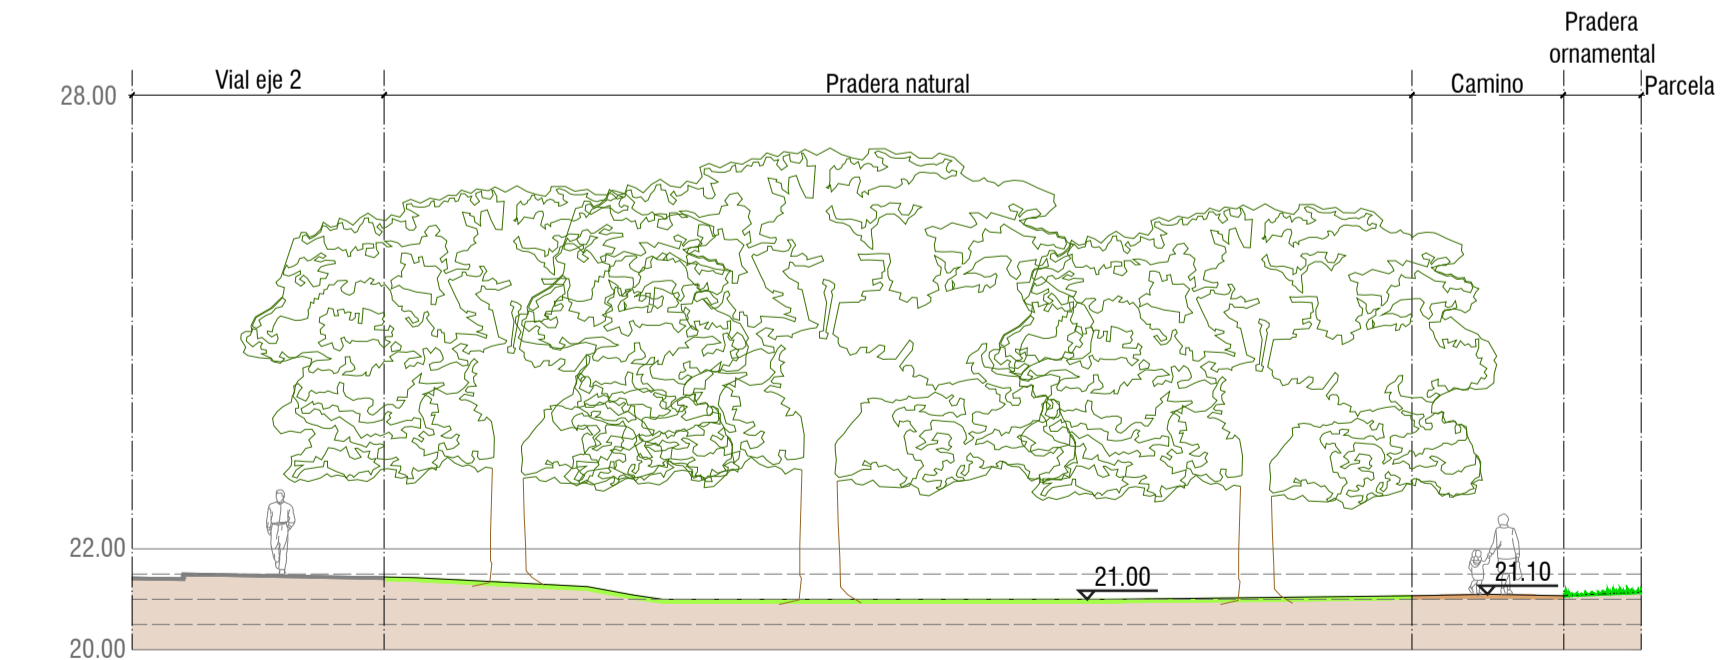 Pradera
ornamental
Vial eje 2
Pradera natural
Camino
Parcela
28.00
22.00
21.00
21.10
20.00